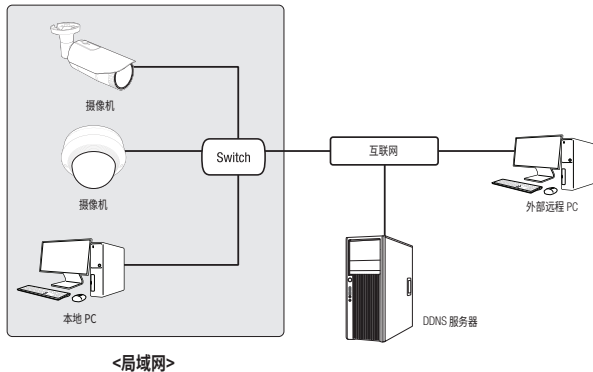 摄像机
摄像机
Switch
互联网
外部远程 PC
本地 PC
DDNS 服务器
<局域网>